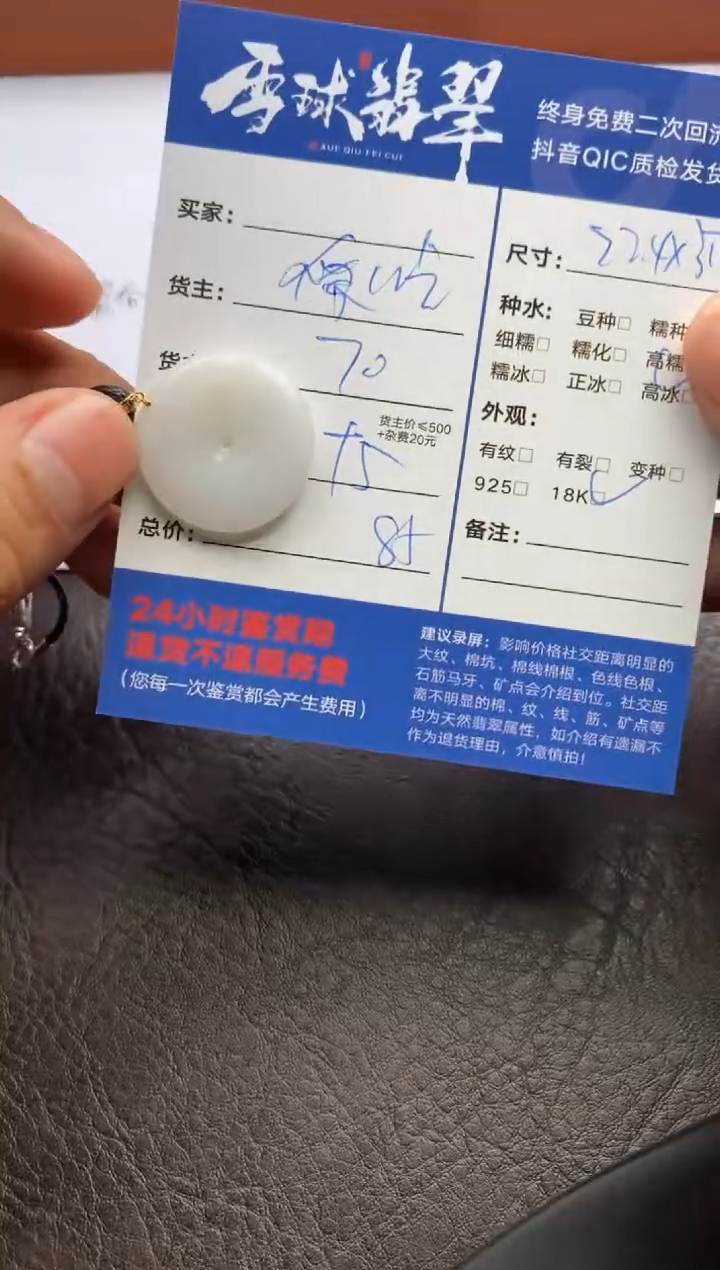 雪球翡翠
XUE QIU FEI CUI
终身免费二次回
抖音QIC质检发货
买家：
货主：
70
货主价≤500
+杂费20元
+15
总价： 85
尺寸： 22.4×
种水： 豆种□ 糯种
细糯□ 糯化□ 高糯
糯冰□ 正冰□ 高冰□
外观：
有纹□ 有裂□ 变种□
925□ 18K□
备注：
24小时鉴赏期
退货不退服务费
（您每一次鉴赏都会产生费用）
建议录屏：影响价格社交距离明显的
大纹、棉坑、棉线棉根、色线色根、
石筋马牙、矿点会介绍到位。社交距
离不明显的棉、纹、线、筋、矿点等
均为天然翡翠属性，如介绍有遗漏不
作为退货理由，介意慎拍！